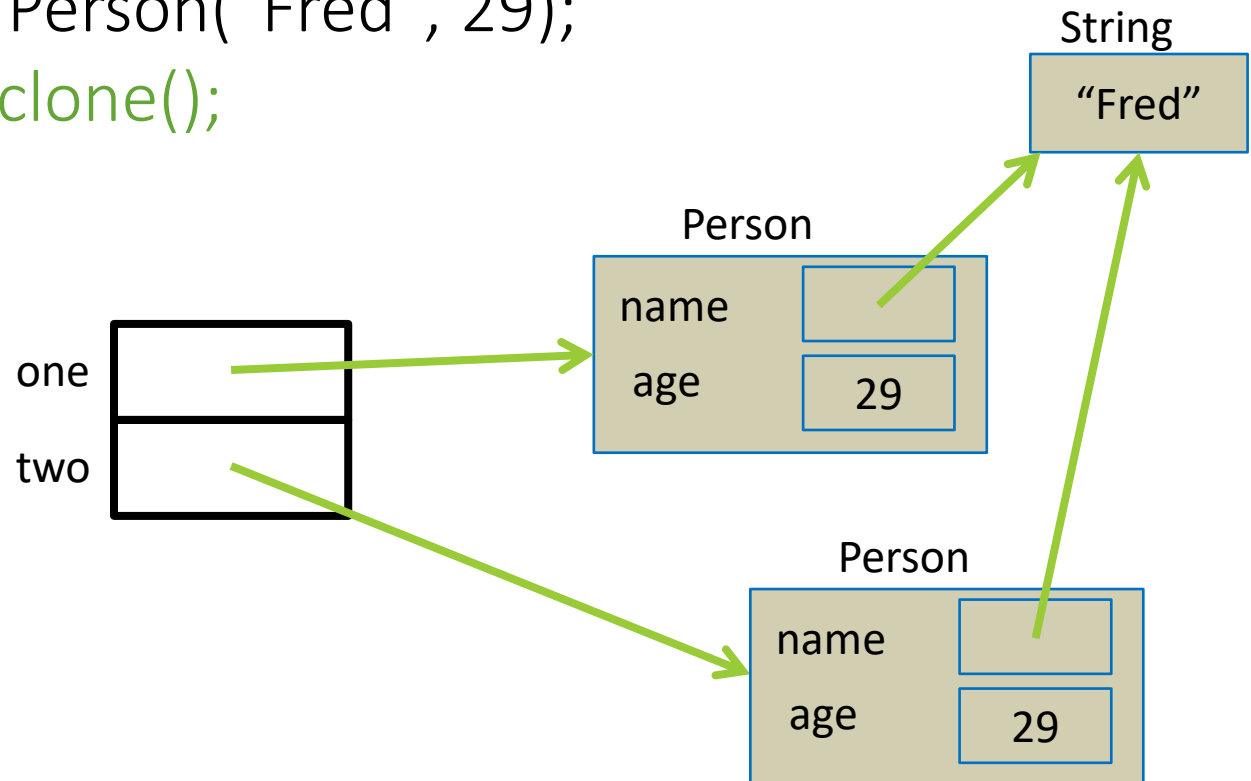 Person("Fred", 29);
clone();
String
“Fred”
Person
name
age
29
one
two
Person
name
age
29